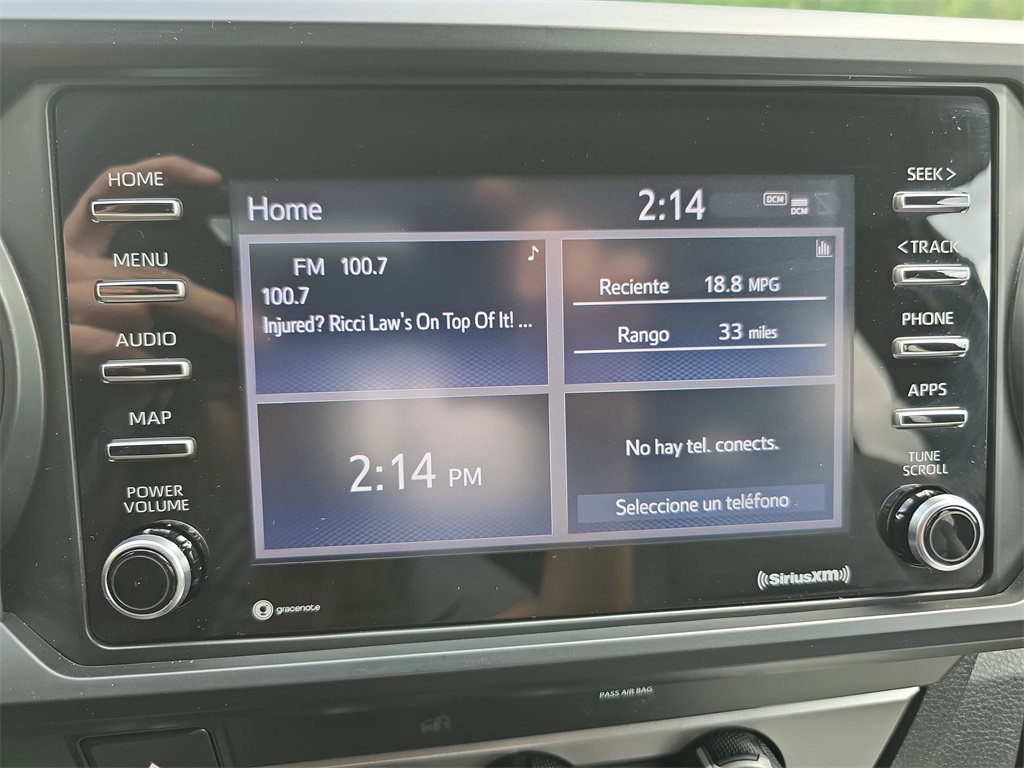 HOME
MENU
AUDIO
MAP
POWER
VOLUME
Home
2:14
DCM
DCM
FM 100.7
100.7
Injured? Ricci Law's On Top Of It! ...
Reciente 18.8 MPG
Rango 33 miles
2:14 PM
No hay tel. conects.
Seleccione un teléfono
SEEK >
< TRACK
PHONE
APPS
TUNE
SCROLL
gracenote
SiriusXM
PASS AIR BAG